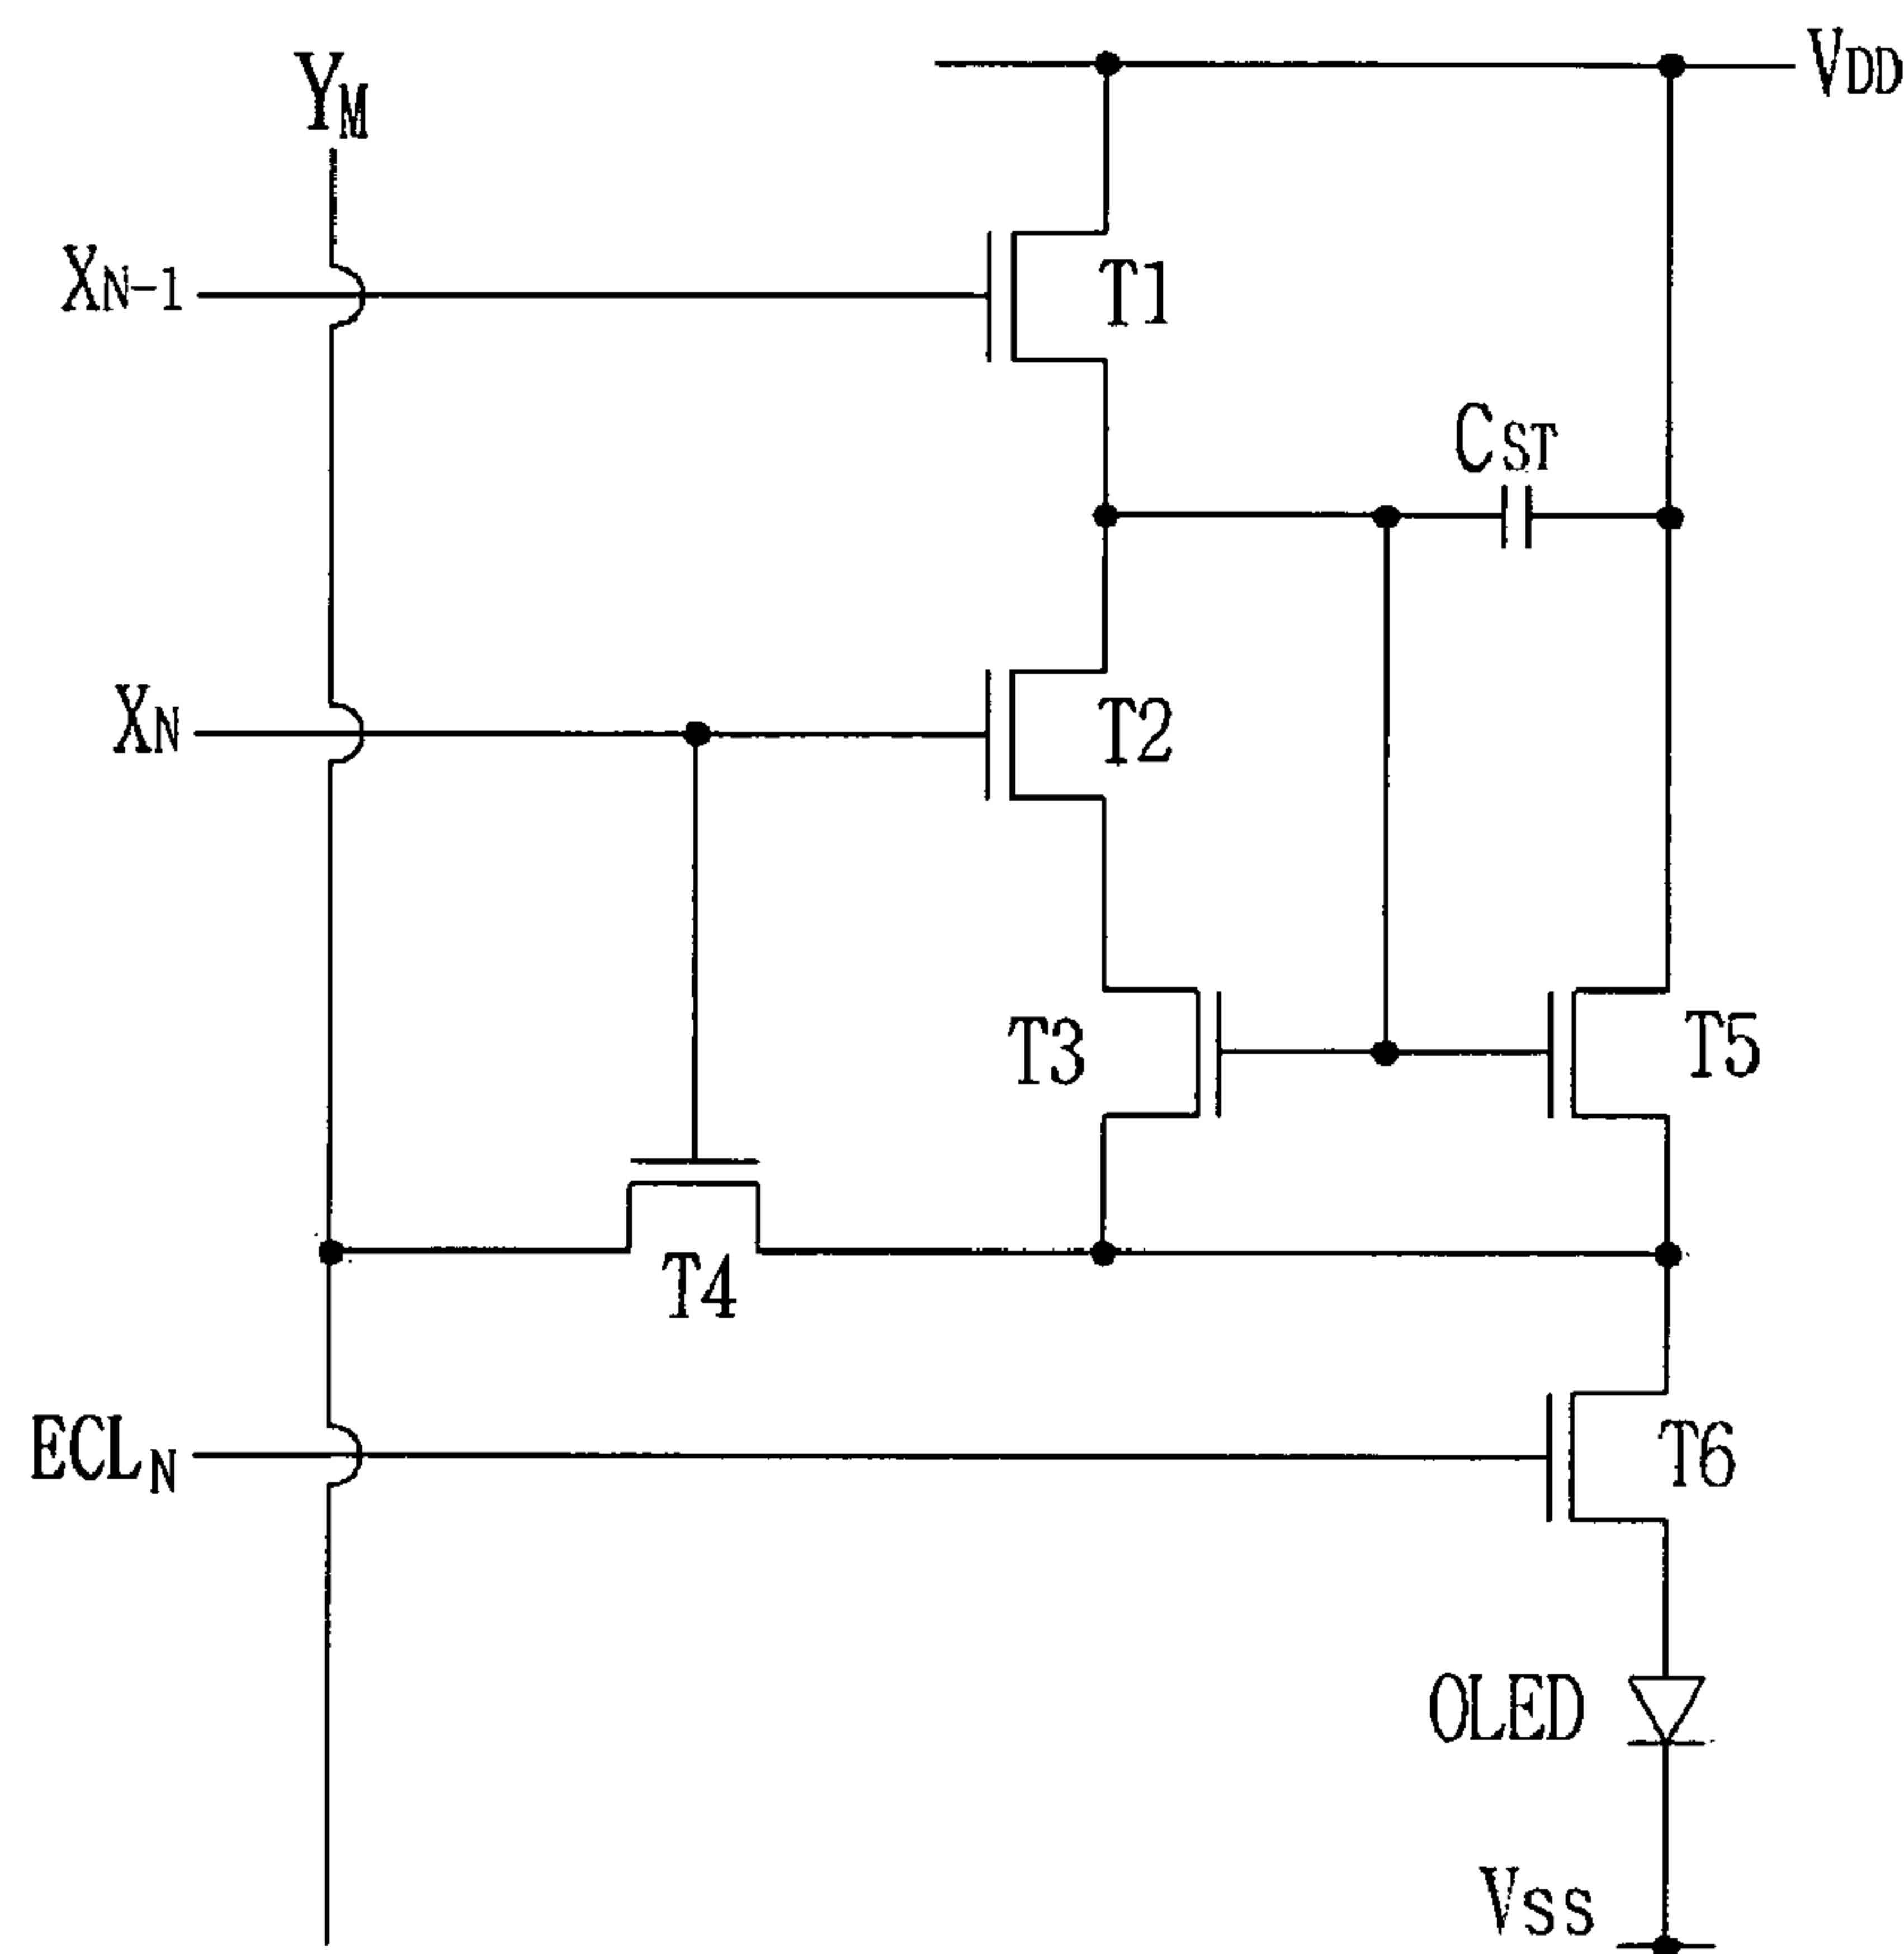 VDD
YM
XN-1
T1
CST
XN
T2
T3
T5
T4
ECLN
T6
OLED
VSS